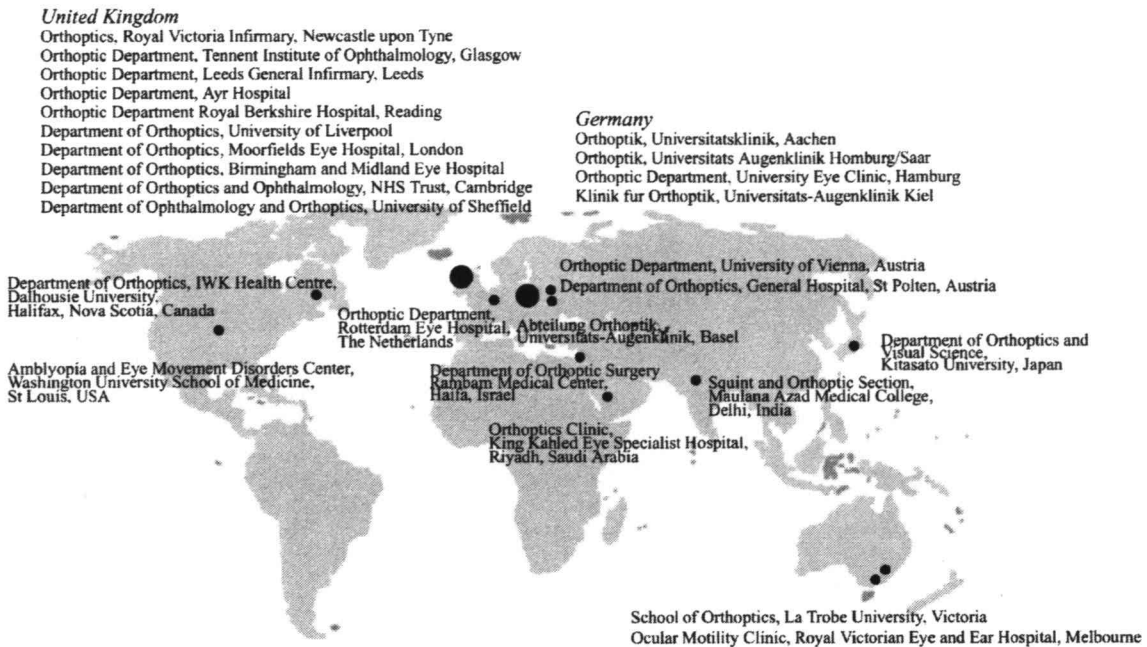 United Kingdom
Orthoptics, Royal Victoria Infirmary, Newcastle upon Tyne
Orthoptic Department, Tennent Institute of Ophthalmology, Glasgow
Orthoptic Department, Leeds General Infirmary, Leeds
Orthoptic Department, Ayr Hospital
Orthoptic Department Royal Berkshire Hospital, Reading
Department of Orthoptics, University of Liverpool
Department of Orthoptics, Moorfields Eye Hospital, London
Department of Orthoptics, Birmingham and Midland Eye Hospital
Department of Orthoptics and Ophthalmology, NHS Trust, Cambridge
Department of Ophthalmology and Orthoptics, University of Sheffield
Germany
Orthoptik, Universitatsklinik, Aachen
Orthoptik, Universitats Augenklinik Homburg/Saar
Orthoptic Department, University Eye Clinic, Hamburg
Klinik fur Orthoptik, Universitats-Augenklinik Kiel
Orthoptic Department, University of Vienna, Austria
Department of Orthoptics, General Hospital, St Polten, Austria
Department of Orthoptics, IWK Health Centre,
Dalhousie University,
Halifax, Nova Scotia, Canada
Orthoptic Department,
Rotterdam Eye Hospital,
The Netherlands
Abteilung Orthoptik,
Universitats-Augenklinik, Basel
Department of Orthoptics and
Visual Science,
Kitasato University, Japan
Amblyopia and Eye Movement Disorders Center,
Washington University School of Medicine,
St Louis, USA
Department of Orthoptic Surgery
Rambam Medical Center,
Haifa, Israel
Squint and Orthoptic Section,
Maulana Azad Medical College,
Delhi, India
Orthoptics Clinic,
King Kahled Eye Specialist Hospital,
Riyadh, Saudi Arabia
School of Orthoptics, La Trobe University, Victoria
Ocular Motility Clinic, Royal Victorian Eye and Ear Hospital, Melbourne